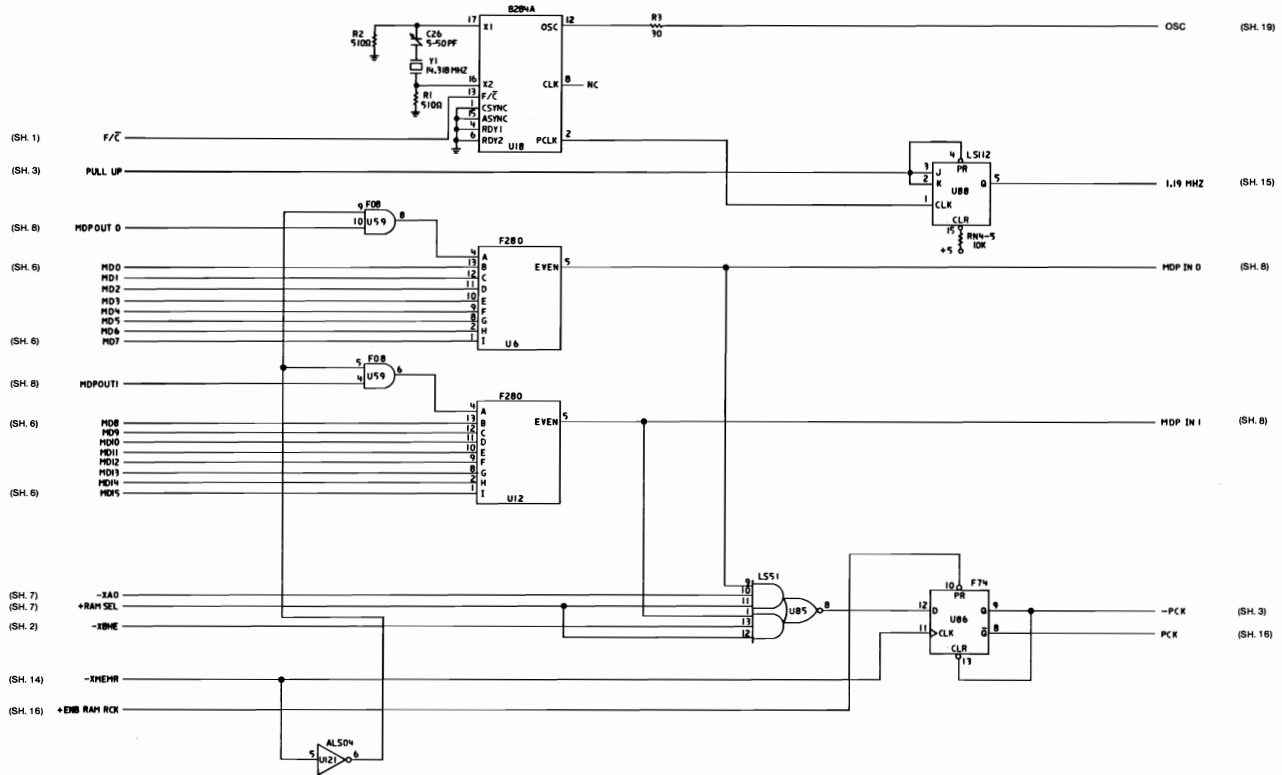 8284A
17 X1 OSC 12 R3 30 OSC (SH. 19)
R2 510Ω
C26 5-50PF
Y1 14.318MHZ
16 X2 CLK 8 NC
13 F/C̅
R1 510Ω
1 CSYNC
15 ASYNC
4 RDY1
6 RDY2 PCLK 2
U18
(SH. 1) F/C̅
(SH. 3) PULL UP
4 LS112
PR
3 J Q 5 1.19 MHZ (SH. 15)
2 K
U88
1 CLK
CLR
15 RN4-5 10K
+5
F08
9
10 U59 8
(SH. 8) MDPOUT 0
F280
4 A EVEN 5 MDP IN 0 (SH. 8)
(SH. 6) MD0 13 B
MD1 12 C
MD2 11 D
MD3 10 E
MD4 9 F
MD5 8 G
MD6 2 H
(SH. 6) MD7 1 I
U6
F08
5
4 U59 6
(SH. 8) MDPOUT1
F280
4 A
(SH. 6) MD8 13 B EVEN 5 MDP IN 1 (SH. 8)
MD9 12 C
MD10 11 D
MD11 10 E
MD12 9 F
MD13 8 G
MD14 2 H
(SH. 6) MD15 1 I
U12
LS51
9
10
11
1
13
12
U85 8
(SH. 7) -XA0
(SH. 7) +RAM SEL
(SH. 2) -XBHE
10 F74
PR
12 D Q 9 -PCK (SH. 3)
U86
11 CLK Q̅ 8 PCK (SH. 16)
CLR
13
(SH. 14) -XMEMR
(SH. 16) +ENB RAM RCK
ALS04
5 U121 6